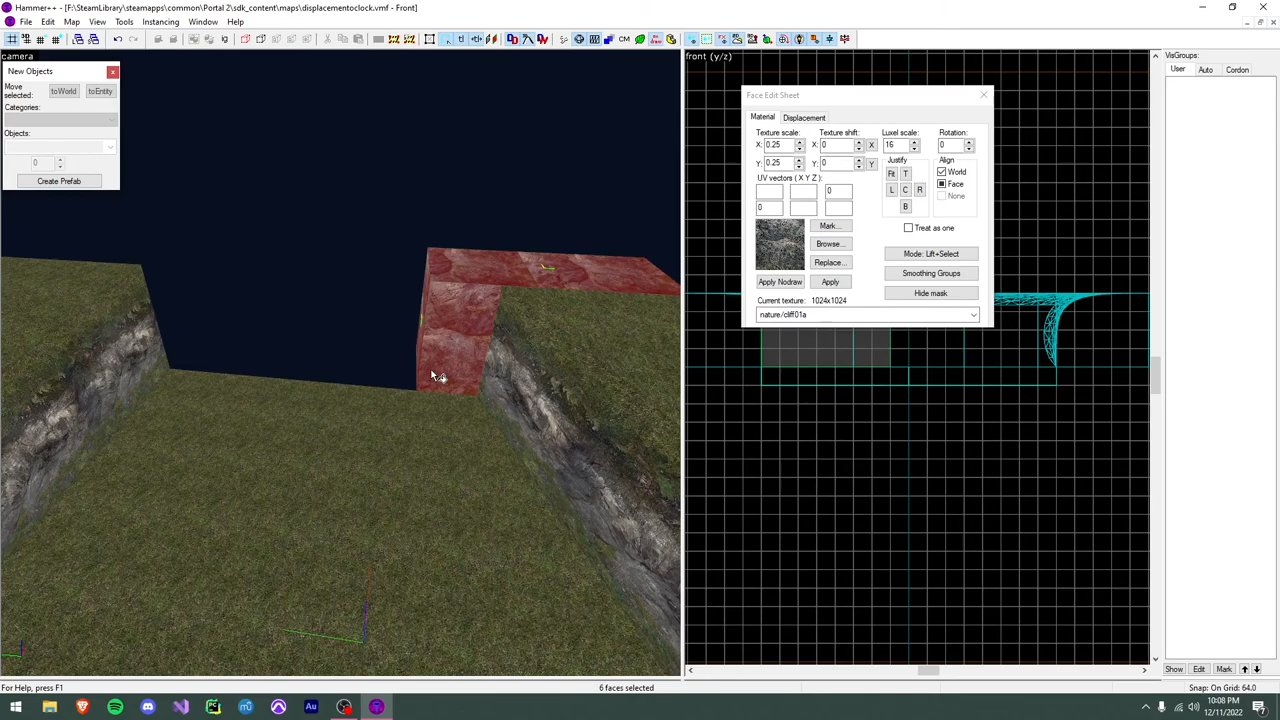 Hammer++ - [F:\SteamLibrary\steamapps\common\Portal 2\sdk_content\maps\displacementoclock.vmf - Front]
File Edit Map View Tools Instancing Window Help
camera
New Objects
Move
selected:
toWorld
toEntity
Categories:
Objects:
0
Create Prefab
front (y/z)
Face Edit Sheet
Material Displacement
Texture scale: Texture shift: Luxel scale: Rotation:
X: 0.25 X: 0 X 16 0
Y: 0.25 Y: 0 Y
Justify Align
Fit T World
L C R Face
B None
UV vectors ( X Y Z )
0
0
Mark...
Treat as one
Browse...
Mode: Lift+Select
Replace...
Smoothing Groups
Apply Nodraw Apply
Hide mask
Current texture: 1024x1024
nature/cliff01a
VisGroups:
User Auto Cordon
Show Edit Mark
For Help, press F1
6 faces selected
Snap: On Grid: 64.0
10:08 PM
12/11/2022